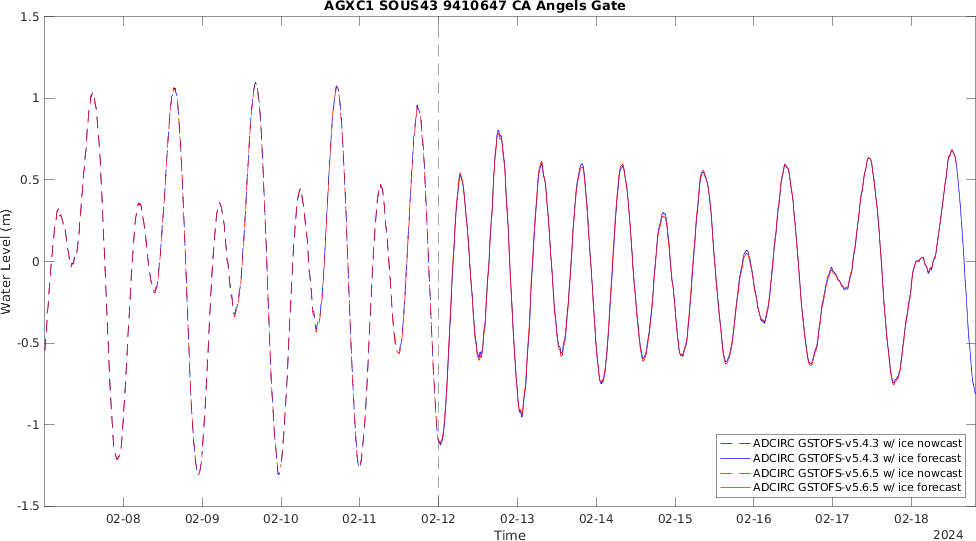 AGXC1 SOUS43 9410647 CA Angels Gate
1.5
1
0.5
0
-0.5
-1
-1.5
Water Level (m)
ADCIRC GSTOFS-v5.4.3 w/ ice nowcast
ADCIRC GSTOFS-v5.4.3 w/ ice forecast
ADCIRC GSTOFS-v5.6.5 w/ ice nowcast
ADCIRC GSTOFS-v5.6.5 w/ ice forecast
02-08 02-09 02-10 02-11 02-12 02-13 02-14 02-15 02-16 02-17 02-18
Time
2024